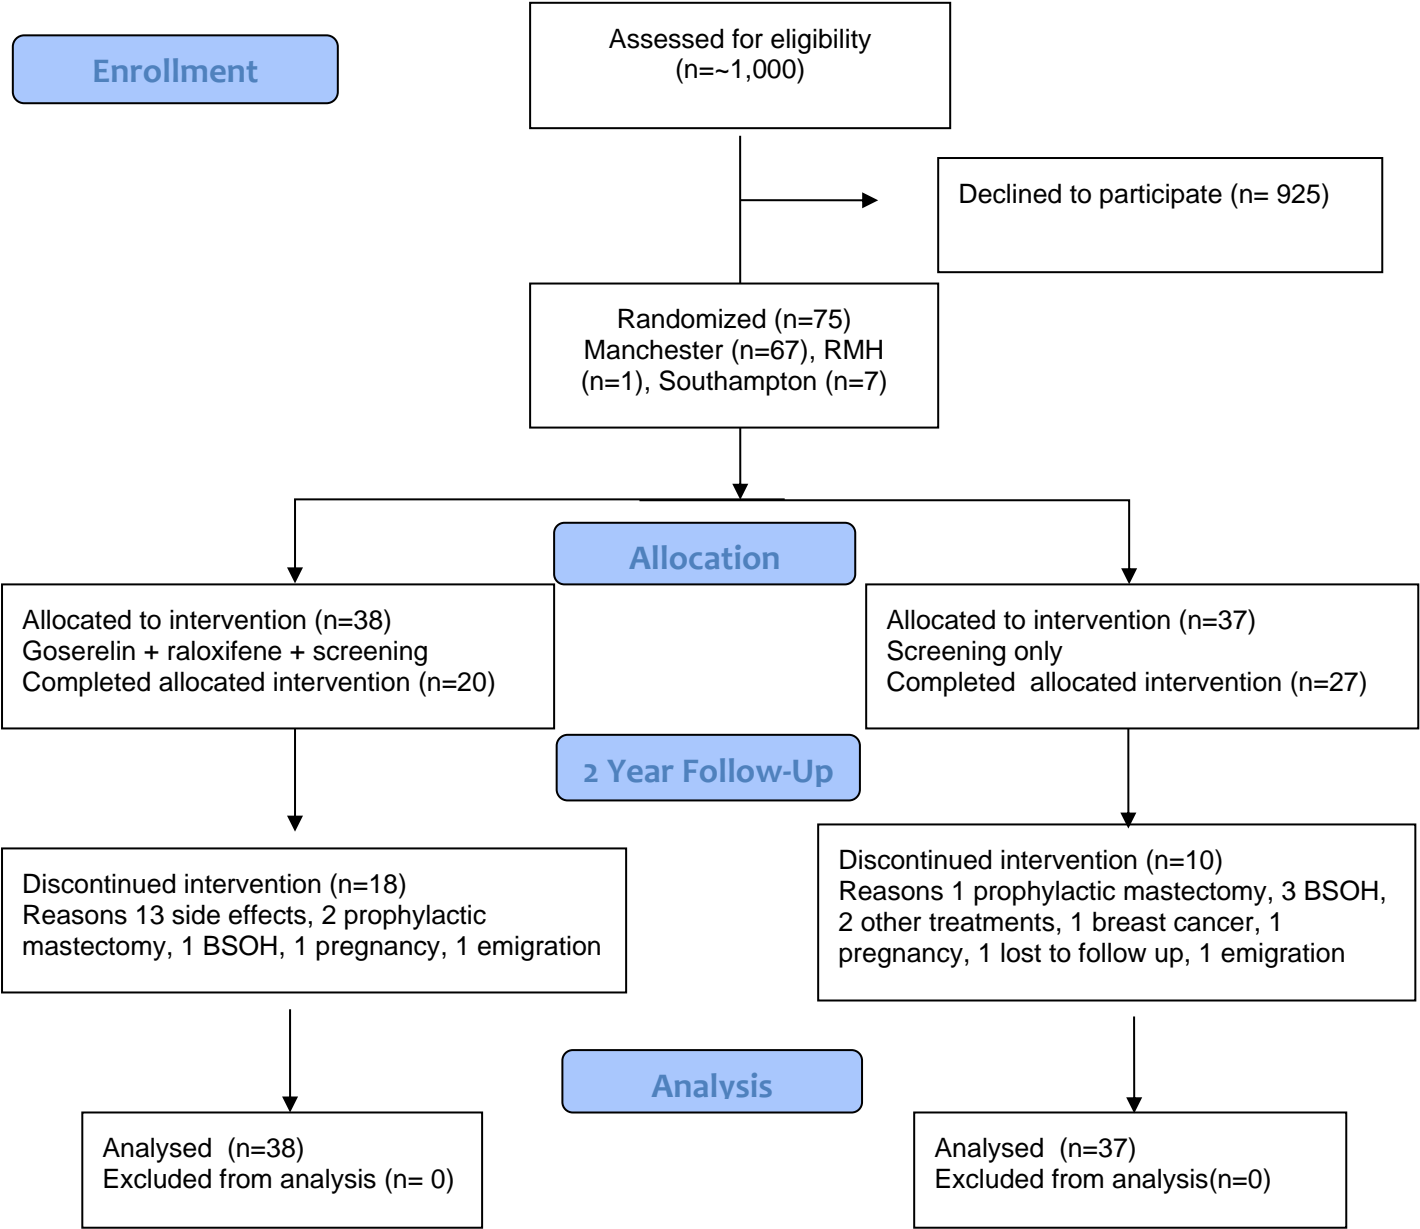 Enrollment
Assessed for eligibility
(n=~1,000)
Declined to participate (n= 925)
Randomized (n=75)
Manchester (n=67), RMH
(n=1), Southampton (n=7)
Allocation
Allocated to intervention (n=38)
Goserelin + raloxifene + screening
Completed allocated intervention (n=20)
Allocated to intervention (n=37)
Screening only
Completed  allocated intervention (n=27)
2 Year Follow-Up
Discontinued intervention (n=18)
Reasons 13 side effects, 2 prophylactic
mastectomy, 1 BSOH, 1 pregnancy, 1 emigration
Discontinued intervention (n=10)
Reasons 1 prophylactic mastectomy, 3 BSOH,
2 other treatments, 1 breast cancer, 1
pregnancy, 1 lost to follow up, 1 emigration
Analysis
Analysed  (n=38)
Excluded from analysis (n= 0)
Analysed  (n=37)
Excluded from analysis(n=0)